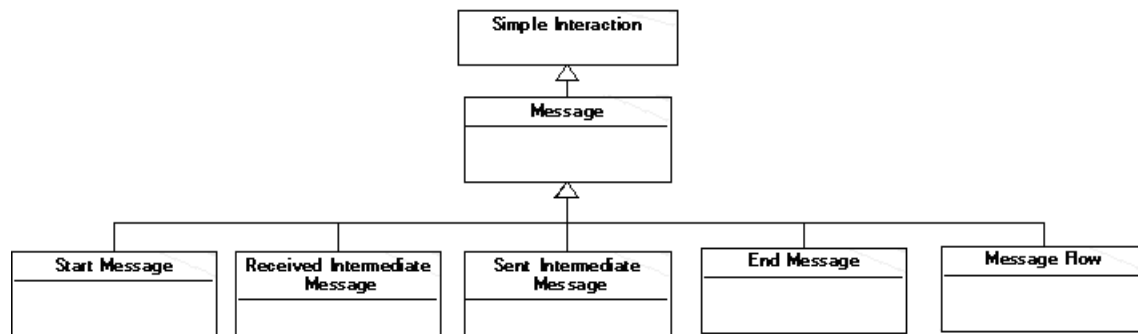 Simple Interaction
Message
Start Message
Received Intermediate
Message
Sent Intermediate
Message
End Message
Message Flow